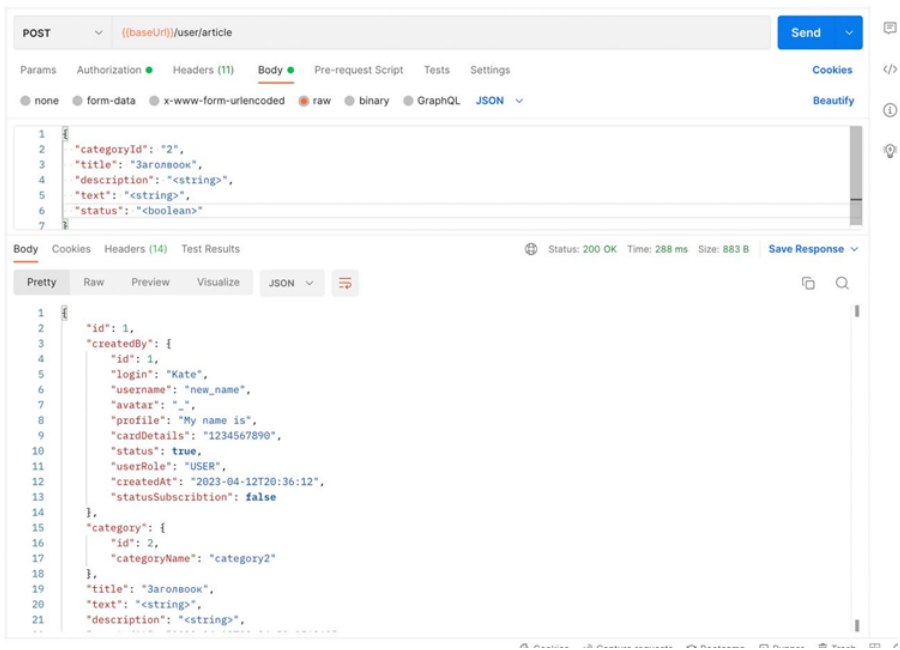 POST {{baseUrl}}/user/article Send
Params Authorization Headers (11) Body Pre-request Script Tests Settings Cookies
none form-data x-www-form-urlencoded raw binary GraphQL JSON Beautify
1 {
2 "categoryId": "2",
3 "title": "Заголвоок",
4 "description": "<string>",
5 "text": "<string>",
6 "status": "<boolean>"
7 }
Body Cookies Headers (14) Test Results Status: 200 OK Time: 288 ms Size: 883 B Save Response
Pretty Raw Preview Visualize JSON
1 {
2 "id": 1,
3 "createdBy": {
4 "id": 1,
5 "login": "Kate",
6 "username": "new_name",
7 "avatar": "_",
8 "profile": "My name is",
9 "cardDetails": "1234567890",
10 "status": true,
11 "userRole": "USER",
12 "createdAt": "2023-04-12T20:36:12",
13 "statusSubscribtion": false
14 },
15 "category": {
16 "id": 2,
17 "categoryName": "category2"
18 },
19 "title": "Заголвоок",
20 "text": "<string>",
21 "description": "<string>",
Cookies Capture requests Bootcamp Runner Trash